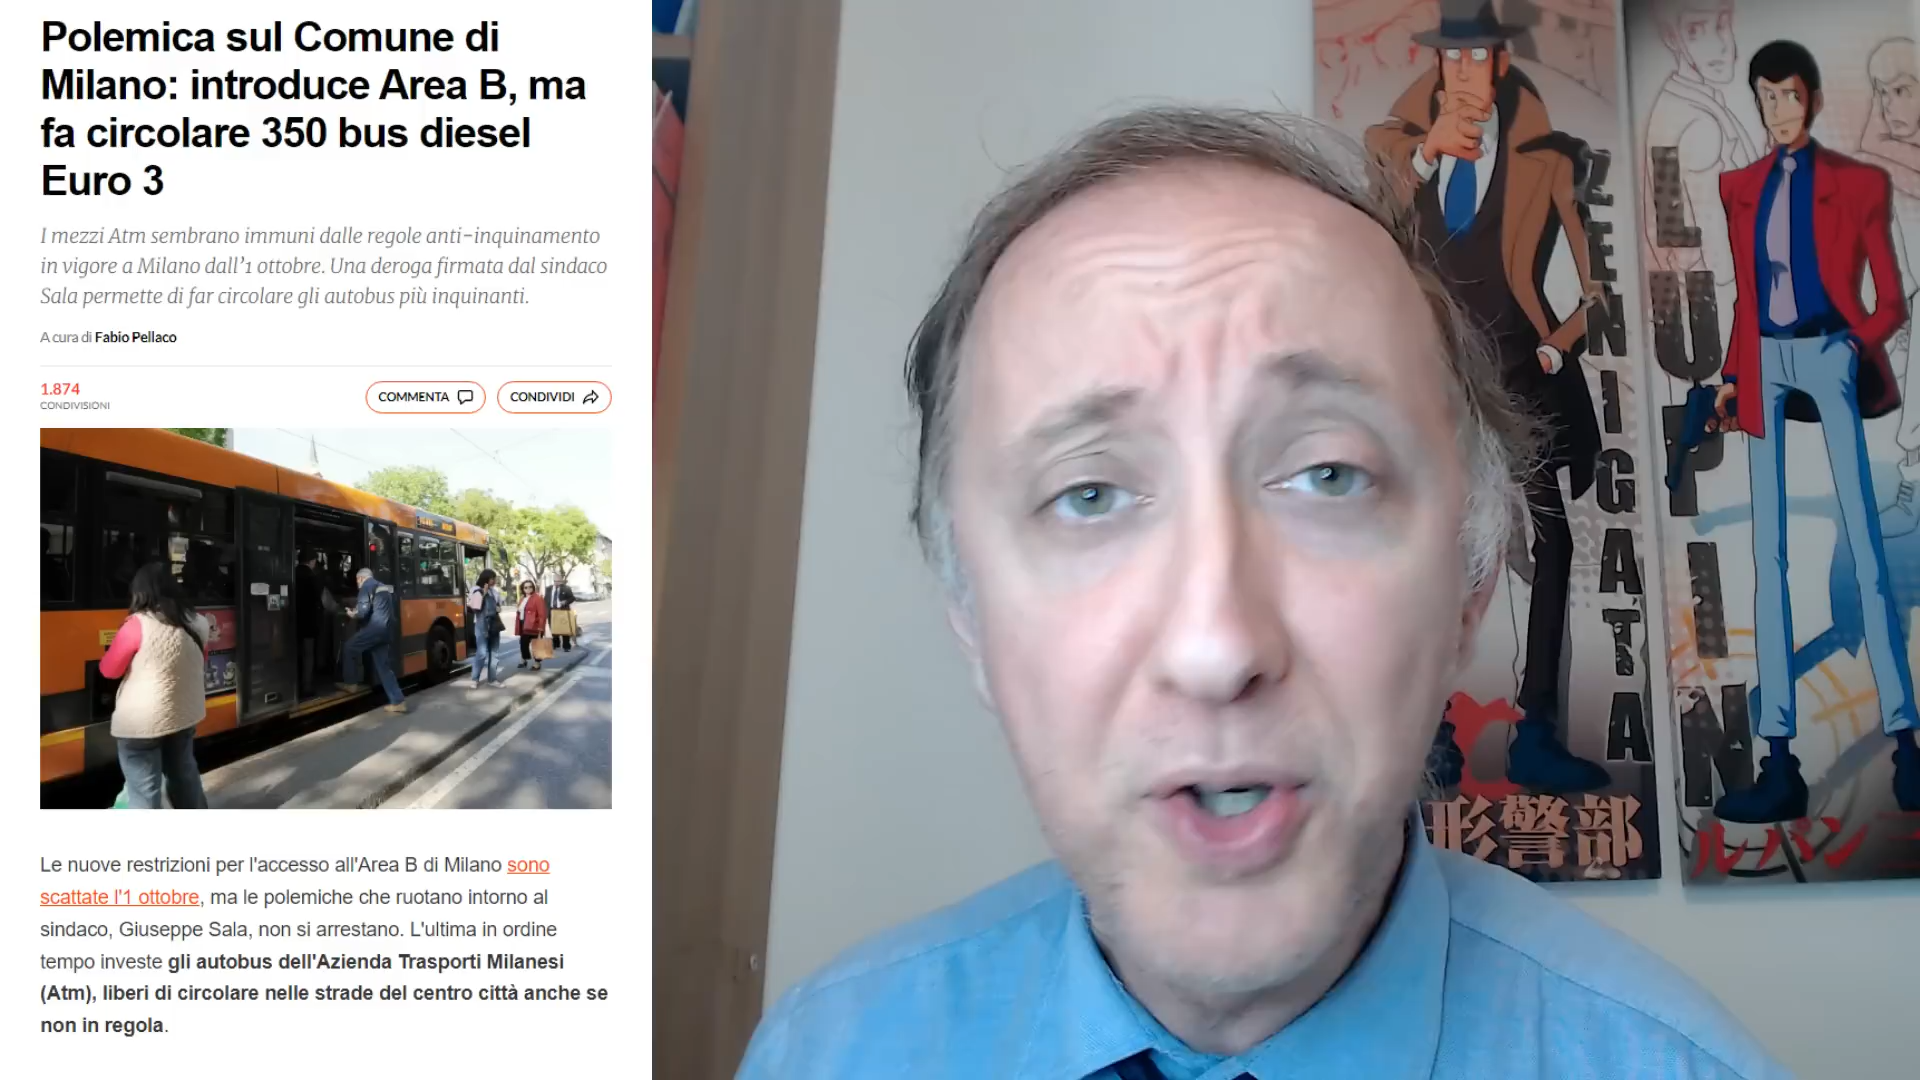 Polemica sul Comune di
Milano: introduce Area B, ma
fa circolare 350 bus diesel
Euro 3
I mezzi Atm sembrano immuni dalle regole anti-inquinamento
in vigore a Milano dall’1 ottobre. Una deroga firmata dal sindaco
Sala permette di far circolare gli autobus più inquinanti.
A cura di Fabio Pellaco
1.874
CONDIVISIONI
COMMENTA
CONDIVIDI
Le nuove restrizioni per l'accesso all'Area B di Milano sono
scattate l'1 ottobre, ma le polemiche che ruotano intorno al
sindaco, Giuseppe Sala, non si arrestano. L'ultima in ordine
tempo investe gli autobus dell'Azienda Trasporti Milanesi
(Atm), liberi di circolare nelle strade del centro città anche se
non in regola.
ZENIGATA
形警部
LUPIN
ルパン三